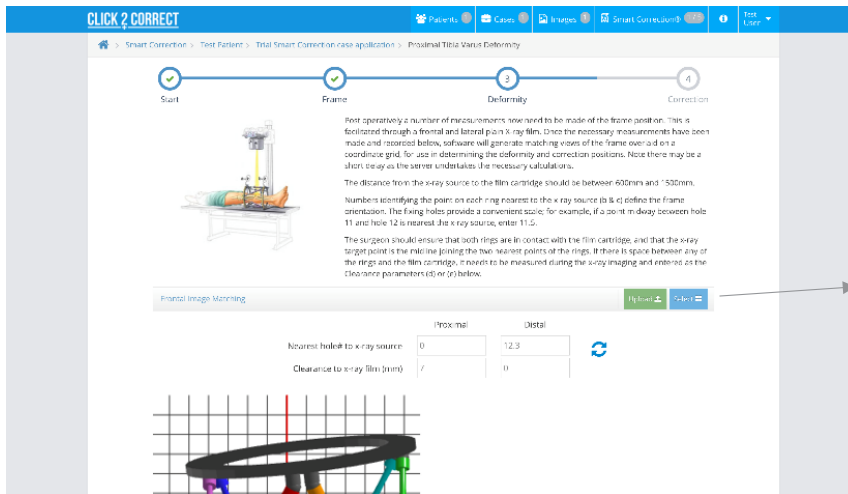 CLICK 2 CORRECT
Patients 1 Cases 1 Images 1 Smart Correction® Test User
Smart Correction > Test Patient > Trial Smart Correction case application > Proximal Tibia Varus Deformity
3 4
Start Frame Deformity Correction
Post operatively a number of measurements now need to be made of the frame position. This is
facilitated through a frontal and lateral plain X-ray film. Once the necessary measurements have been
made and recorded below, software will generate matching views of the frame over aid on a
coordinate grid, for use in determining the deformity and correction positions. Note there may be a
short delay as the server undertakes the necessary calculations.
The distance from the x-ray source to the film cartridge should be between 600mm and 1500mm.
Numbers identifying the point on each ring nearest to the x ray source (b & c) define the frame
orientation. The fixing holes provide a convenient scale; for example, if a point midway between hole
11 and hole 12 is nearest the x-ray source, enter 11.5.
The surgeon should ensure that both rings are in contact with the film cartridge, and that the x-ray
target point is the midline joining the two nearest points of the rings. If there is space between any of
the rings and the film cartridge, it needs to be measured during the x-ray imaging and entered as the
Clearance parameters (d) or (e) below.
Frontal Image Matching Upload Select
Proximal Distal
Nearest hole# to x-ray source 0 12.3
Clearance to x-ray film (mm) 7 0